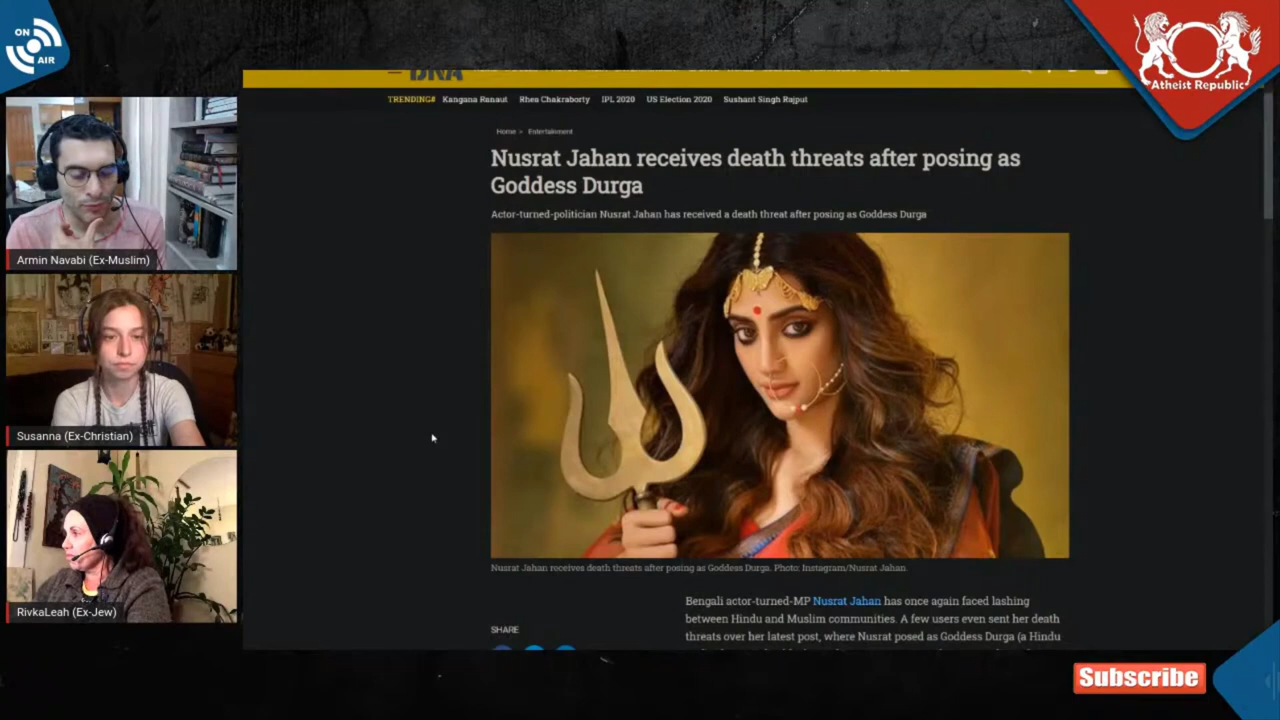 ON
AIR
Atheist Republic
DNA
TRENDING# Kangana Ranaut Rhea Chakraborty IPL 2020 US Election 2020 Sushant Singh Rajput
Home > Entertainment
Nusrat Jahan receives death threats after posing as
Goddess Durga
Actor-turned-politician Nusrat Jahan has received a death threat after posing as Goddess Durga
Armin Navabi (Ex-Muslim)
Susanna (Ex-Christian)
RivkaLeah (Ex-Jew)
Nusrat Jahan receives death threats after posing as Goddess Durga. Photo: Instagram/Nusrat Jahan.
Bengali actor-turned-MP Nusrat Jahan has once again faced lashing
between Hindu and Muslim communities. A few users even sent her death
threats over her latest post, where Nusrat posed as Goddess Durga (a Hindu
SHARE
Subscribe